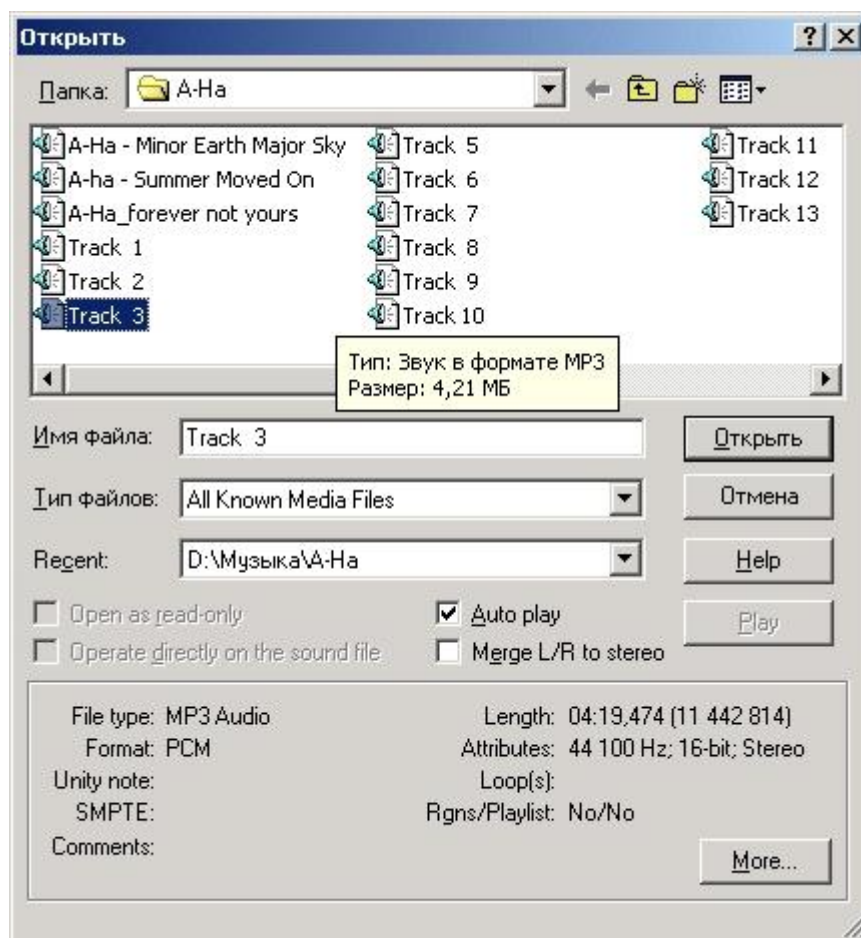 Открыть
Папка: A-Ha
A-Ha - Minor Earth Major Sky
A-ha - Summer Moved On
A-Ha_forever not yours
Track 1
Track 2
Track 3
Track 5
Track 6
Track 7
Track 8
Track 9
Track 10
Track 11
Track 12
Track 13
Тип: Звук в формате MP3
Размер: 4,21 МБ
Имя файла: Track 3 Открыть
Тип файлов: All Known Media Files Отмена
Recent: D:\Музыка\A-Ha Help
Open as read-only Auto play Play
Operate directly on the sound file Merge L/R to stereo
File type: MP3 Audio Length: 04:19,474 (11 442 814)
Format: PCM Attributes: 44 100 Hz; 16-bit; Stereo
Unity note: Loop(s):
SMPTE: Rgns/Playlist: No/No
Comments:
More...